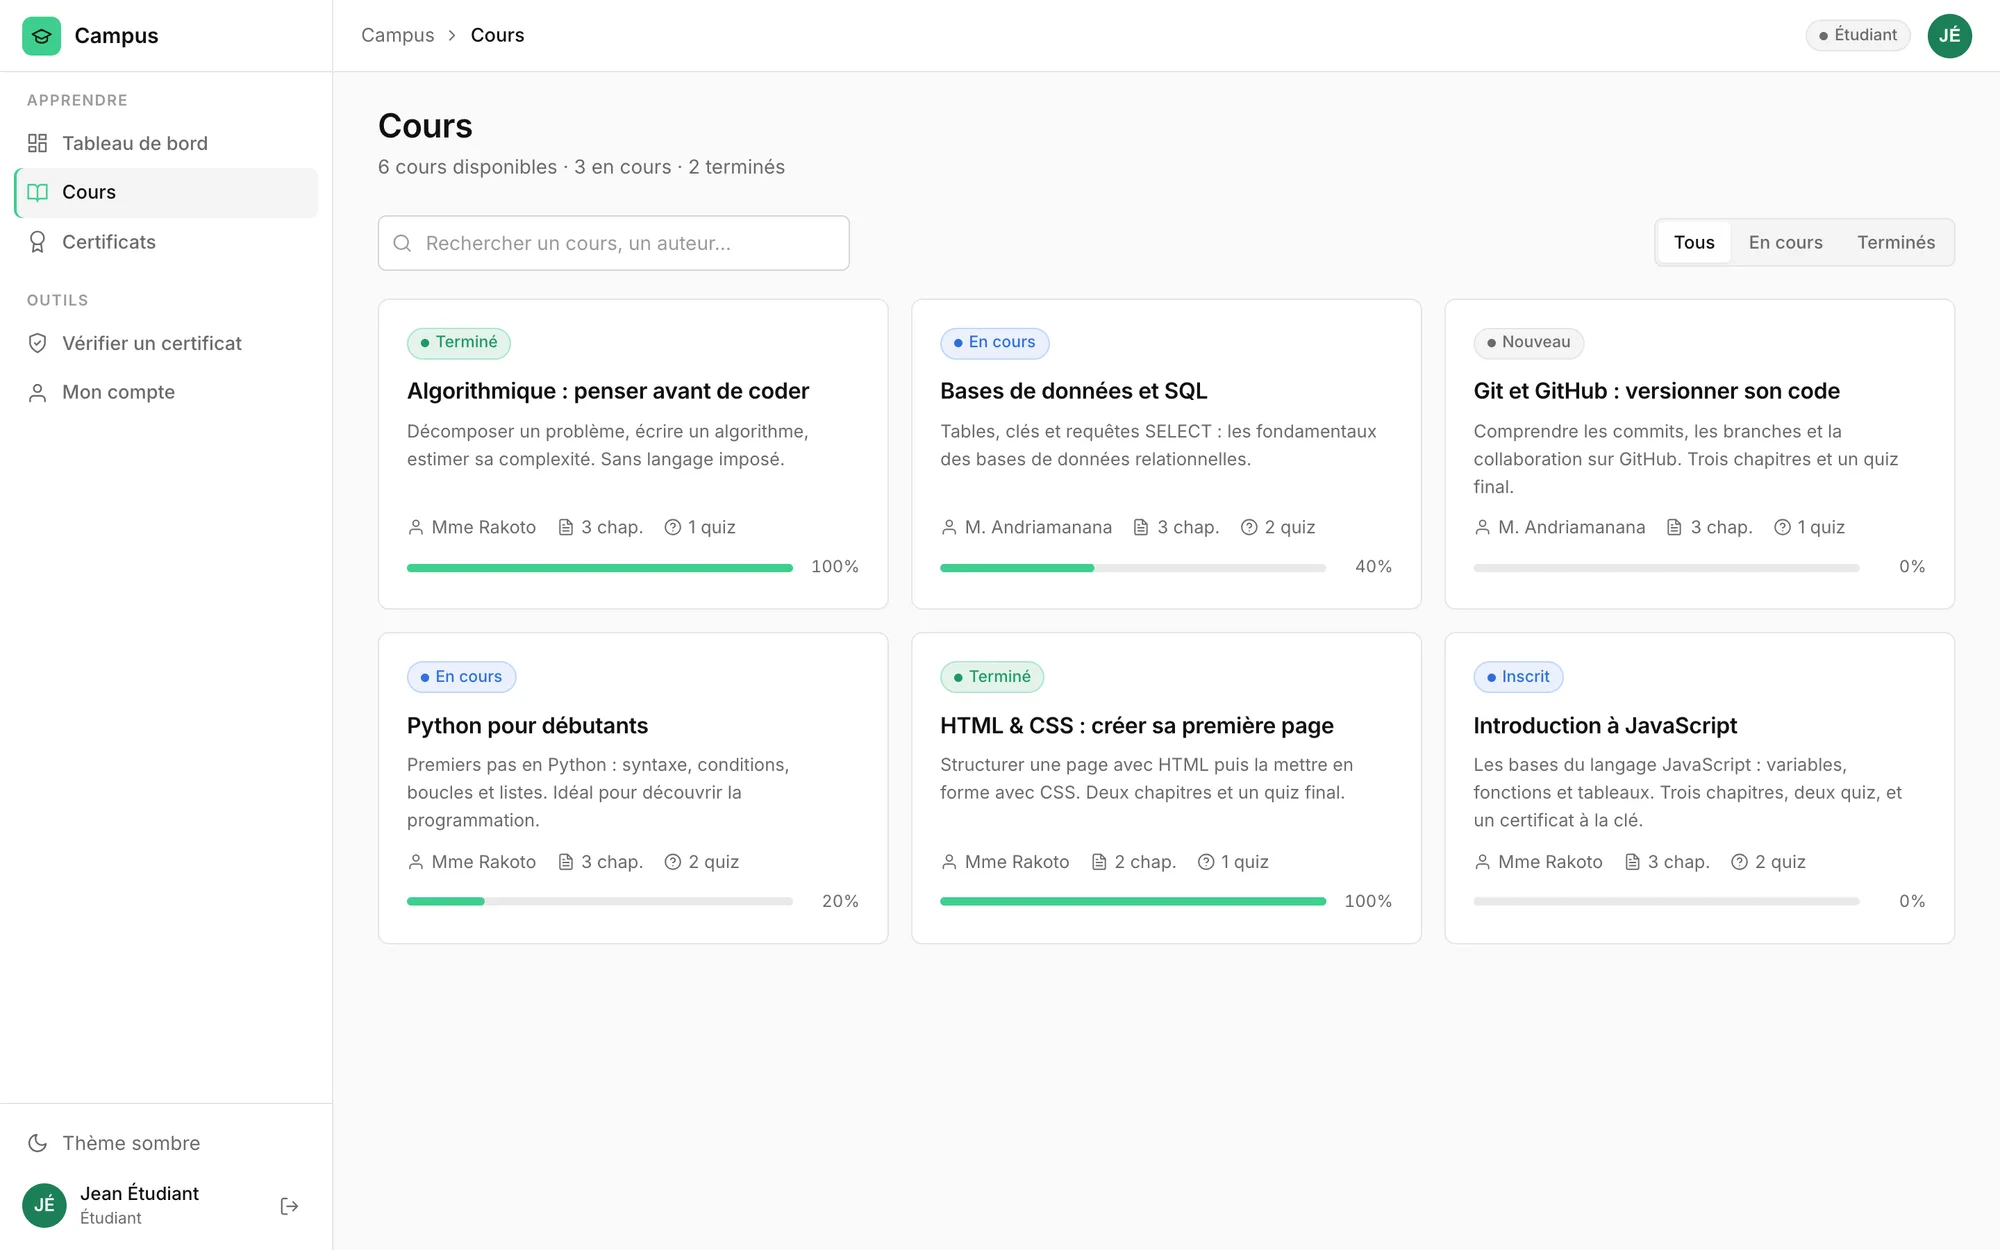 Campus
APPRENDRE
Tableau de bord
Cours
Certificats
OUTILS
Vérifier un certificat
Mon compte
Thème sombre
JÉ
Jean Étudiant
Étudiant
Campus > Cours
Étudiant
JÉ
Cours
6 cours disponibles · 3 en cours · 2 terminés
Rechercher un cours, un auteur...
Tous
En cours
Terminés
Terminé
Algorithmique : penser avant de coder
Décomposer un problème, écrire un algorithme,
estimer sa complexité. Sans langage imposé.
Mme Rakoto 3 chap. 1 quiz
100%
En cours
Bases de données et SQL
Tables, clés et requêtes SELECT : les fondamentaux
des bases de données relationnelles.
M. Andriamanana 3 chap. 2 quiz
40%
Nouveau
Git et GitHub : versionner son code
Comprendre les commits, les branches et la
collaboration sur GitHub. Trois chapitres et un quiz
final.
M. Andriamanana 3 chap. 1 quiz
0%
En cours
Python pour débutants
Premiers pas en Python : syntaxe, conditions,
boucles et listes. Idéal pour découvrir la
programmation.
Mme Rakoto 3 chap. 2 quiz
20%
Terminé
HTML & CSS : créer sa première page
Structurer une page avec HTML puis la mettre en
forme avec CSS. Deux chapitres et un quiz final.
Mme Rakoto 2 chap. 1 quiz
100%
Inscrit
Introduction à JavaScript
Les bases du langage JavaScript : variables,
fonctions et tableaux. Trois chapitres, deux quiz, et
un certificat à la clé.
Mme Rakoto 3 chap. 2 quiz
0%